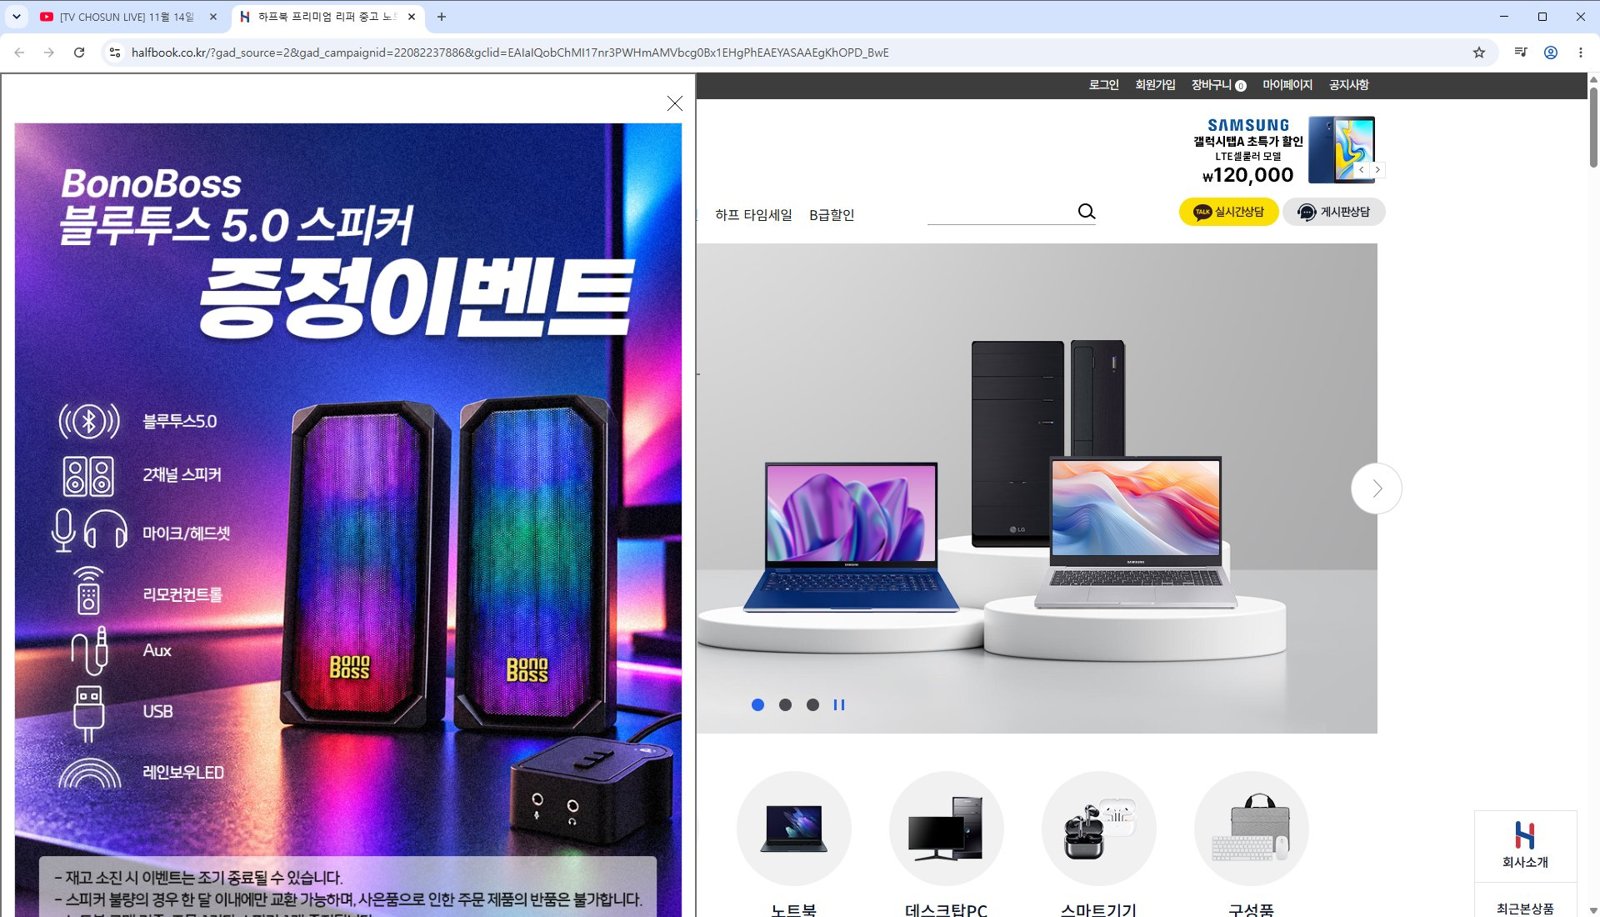 [TV CHOSUN LIVE] 11월 14일
하프북 프리미엄 리퍼 중고 노트
halfbook.co.kr/?gad_source=2&gad_campaignid=22082237886&gclid=EAIaIQobChMI17nr3PWHmAMVbcg0Bx1EHgPhEAEYASAAEgKhOPD_BwE
로그인 회원가입 장바구니 0 마이페이지 공지사항
SAMSUNG
갤럭시탭A 초특가 할인
LTE셀룰러 모델
₩120,000
하프 타임세일 B급할인
TALK 실시간상담 게시판상담
BonoBoss
블루투스 5.0 스피커
증정이벤트
블루투스5.0
2채널 스피커
마이크/헤드셋
리모컨컨트롤
Aux
USB
레인보우LED
BONO BOSS
BONO BOSS
- 재고 소진 시 이벤트는 조기 종료될 수 있습니다.
- 스피커 불량의 경우 한 달 이내에만 교환 가능하며, 사은품으로 인한 주문 제품의 반품은 불가합니다.
LG
SAMSUNG
SAMSUNG
노트북 데스크탑PC 스마트기기 구성품
회사소개
최근본상품